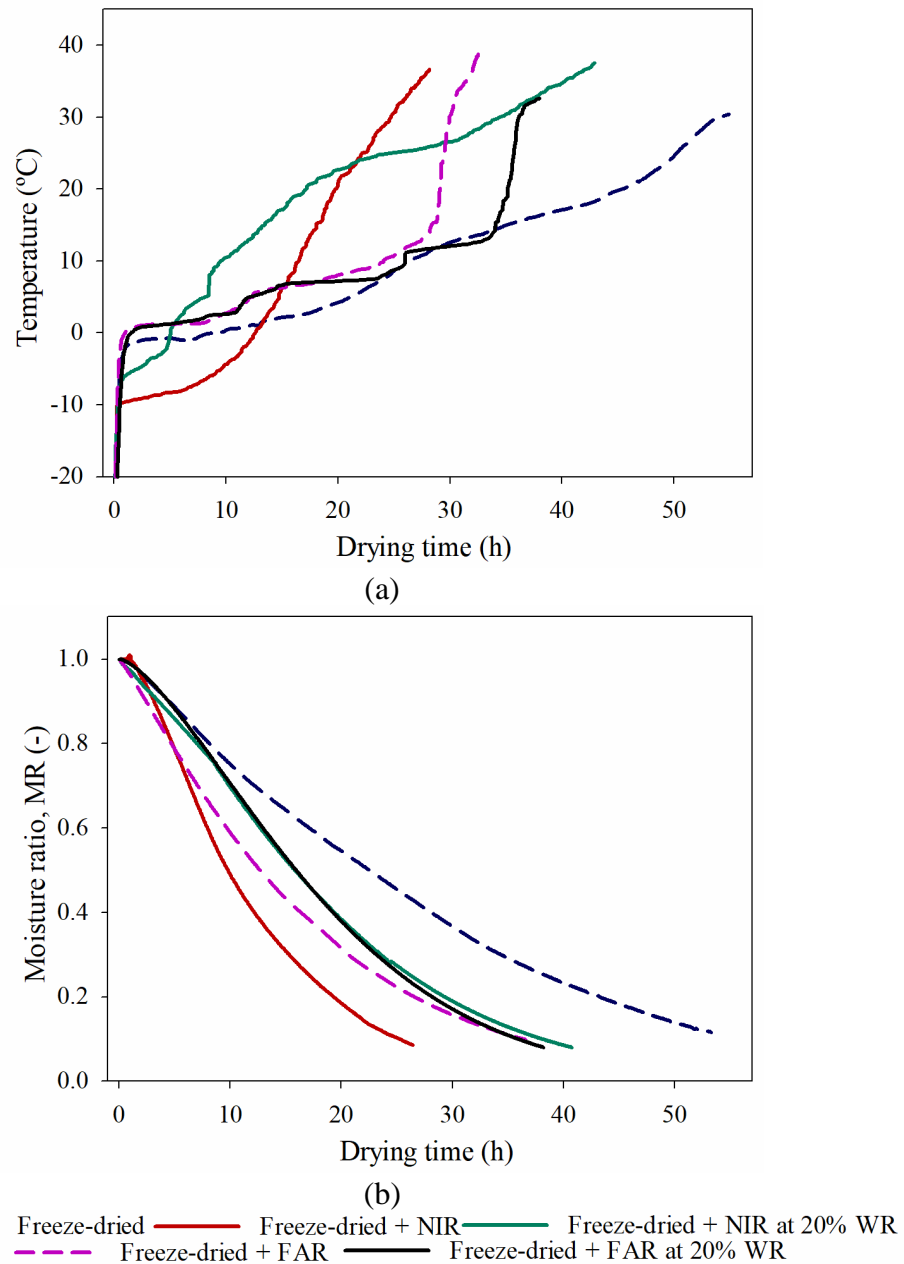 40
30
20
10
0
-10
-20
Temperature (ºC)
0 10 20 30 40 50
Drying time (h)
(a)
1.0
0.8
0.6
0.4
0.2
0.0
Moisture ratio, MR (-)
0 10 20 30 40 50
Drying time (h)
(b)
Freeze-dried Freeze-dried + NIR Freeze-dried + NIR at 20% WR
Freeze-dried + FAR Freeze-dried + FAR at 20% WR